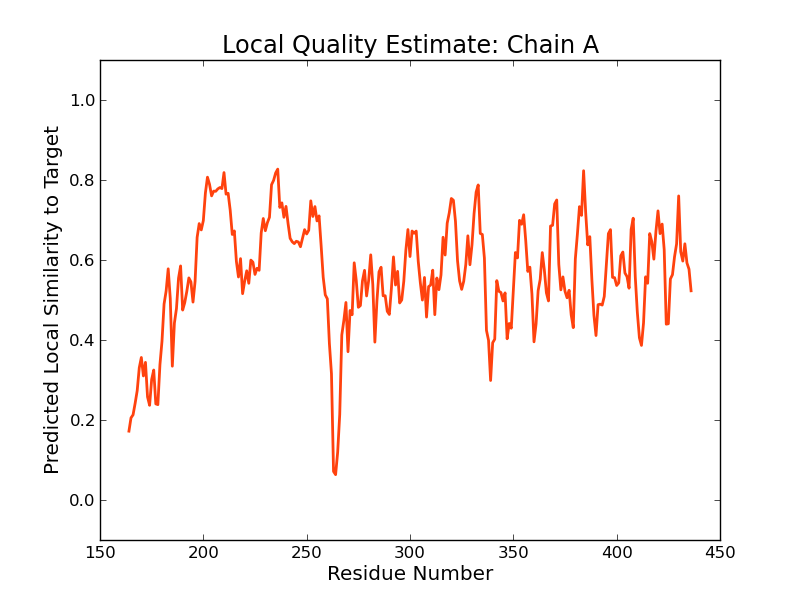 Local Quality Estimate: Chain A
Predicted Local Similarity to Target
1.0
0.8
0.6
0.4
0.2
0.0
150 200 250 300 350 400 450
Residue Number